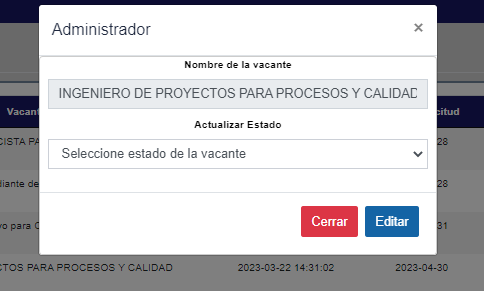 Administrador ×
Nombre de la vacante
INGENIERO DE PROYECTOS PARA PROCESOS Y CALIDAD
Actualizar Estado
Seleccione estado de la vacante
Cerrar Editar
Vacant citud
CISTA PA 28
diante de 28
vo para C 31
CTOS PARA PROCESOS Y CALIDAD 2023-03-22 14:31:02 2023-04-30